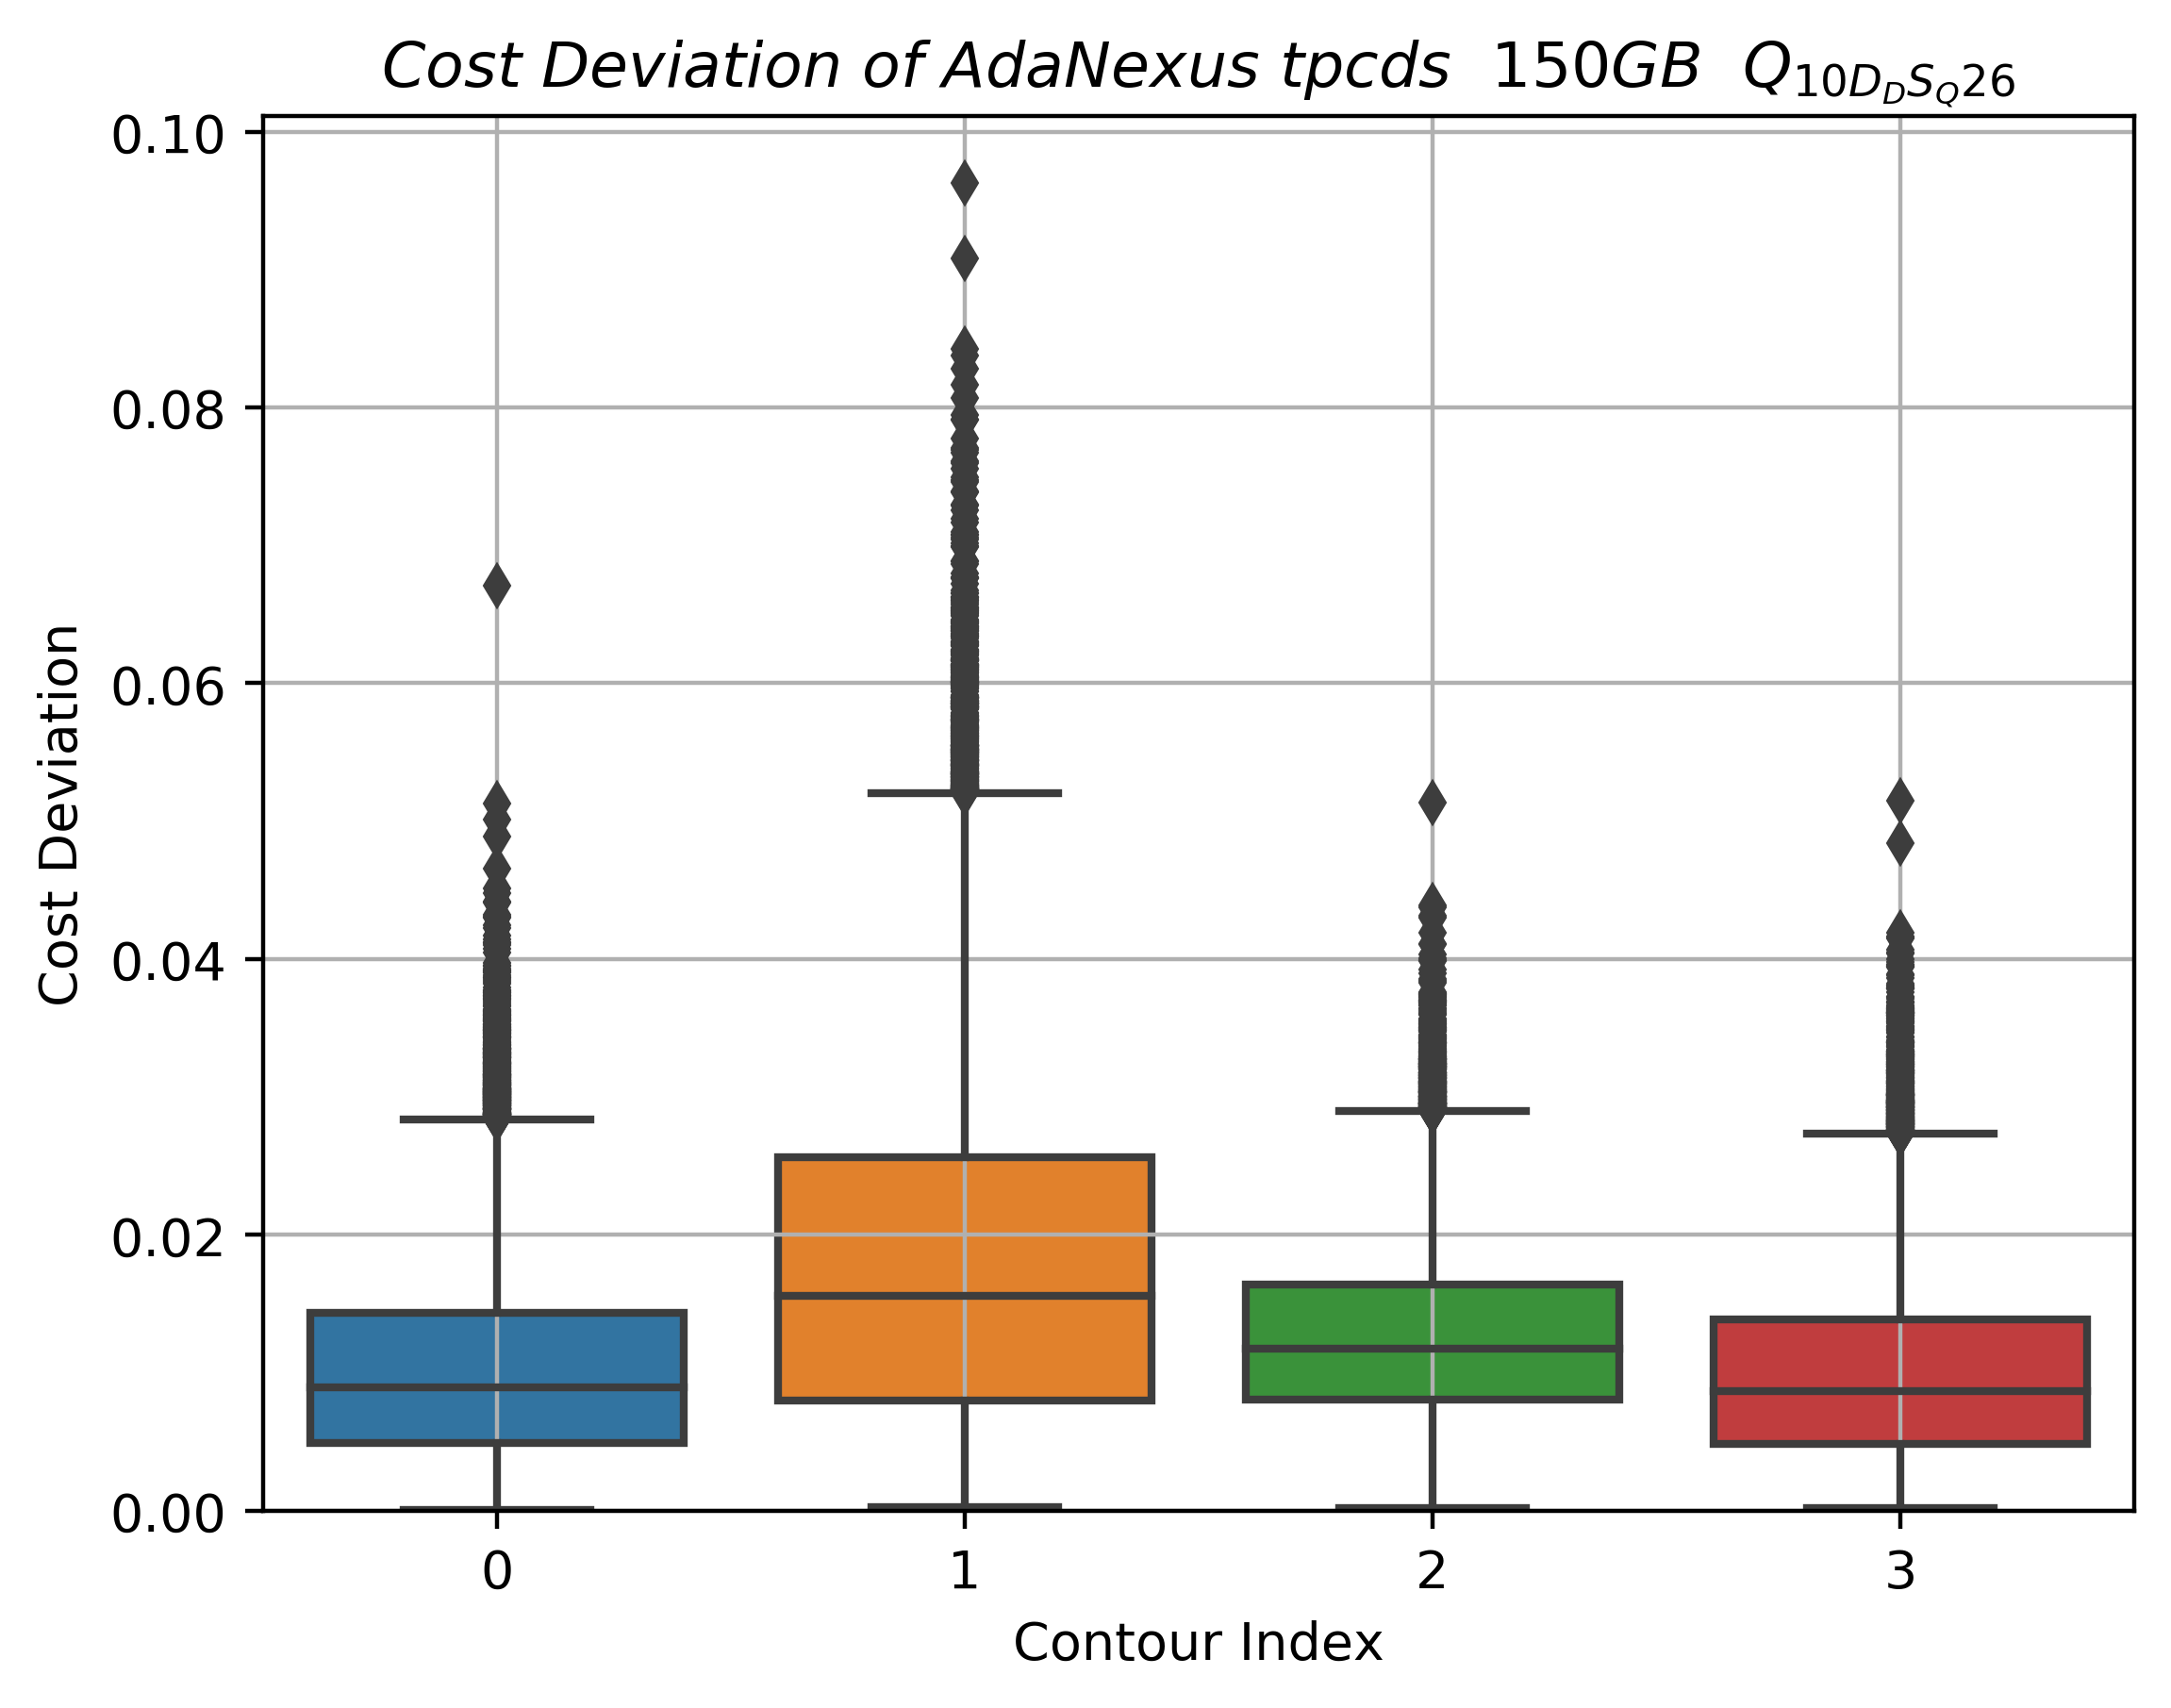 Cost Deviation of AdaNexus tpcds 150GB Q10DDSQ26
0.10
0.08
0.06
0.04
0.02
0.00
Cost Deviation
0 1 2 3
Contour Index